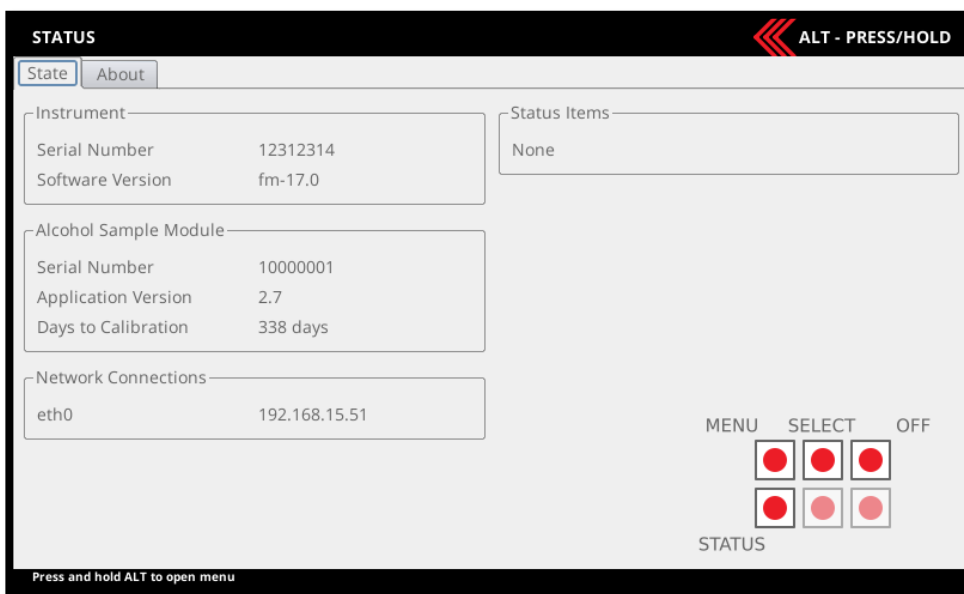 STATUS
ALT - PRESS/HOLD
State
About
Instrument
Serial Number 12312314
Software Version fm-17.0
Alcohol Sample Module
Serial Number 10000001
Application Version 2.7
Days to Calibration 338 days
Network Connections
eth0 192.168.15.51
Status Items
None
MENU SELECT OFF
STATUS
Press and hold ALT to open menu